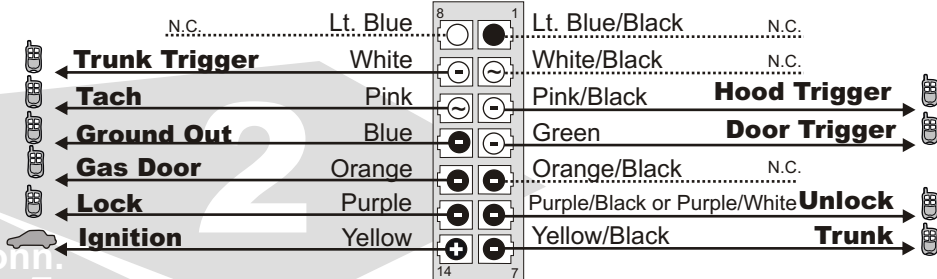 8 1
N.C. Lt. Blue Lt. Blue/Black N.C.
Trunk Trigger White White/Black N.C.
Tach Pink Pink/Black Hood Trigger
Ground Out Blue Green Door Trigger
Gas Door Orange Orange/Black N.C.
Lock Purple Purple/Black or Purple/White Unlock
Ignition Yellow Yellow/Black Trunk
14 7
2